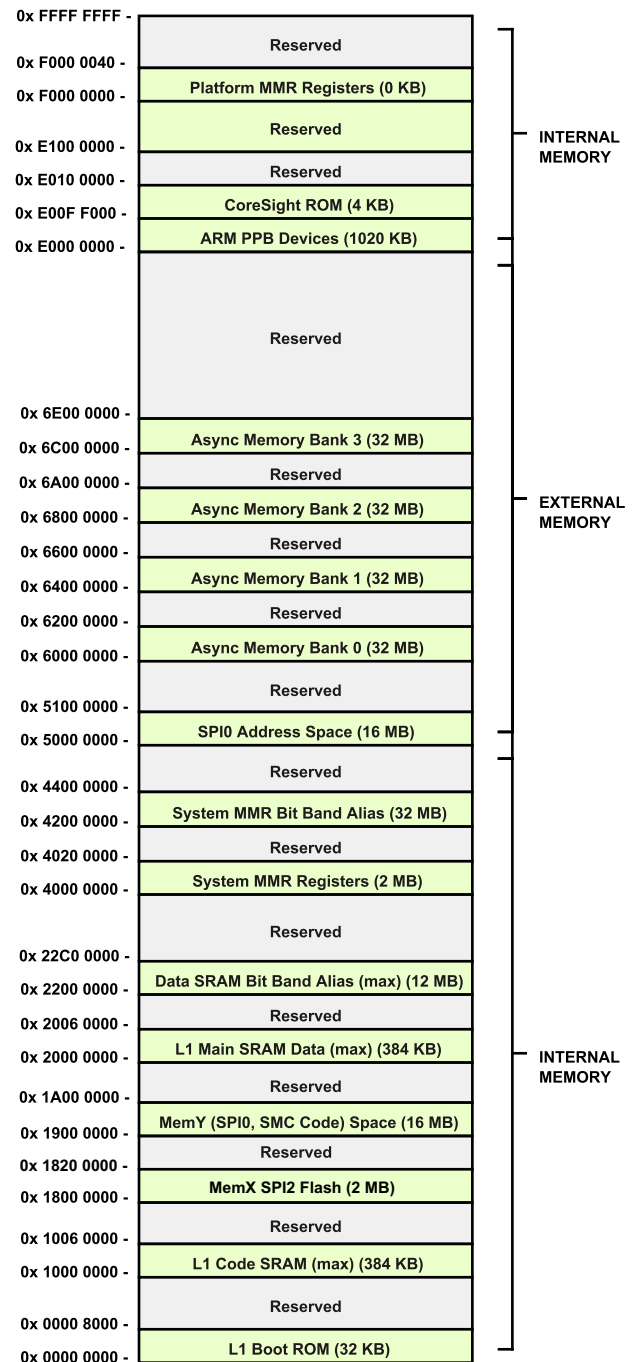 0x FFFF FFFF -
Reserved
0x F000 0040 -
Platform MMR Registers (0 KB)
0x F000 0000 -
Reserved
INTERNAL
MEMORY
0x E100 0000 -
Reserved
0x E010 0000 -
CoreSight ROM (4 KB)
0x E00F F000 -
ARM PPB Devices (1020 KB)
0x E000 0000 -
Reserved
0x 6E00 0000 -
Async Memory Bank 3 (32 MB)
0x 6C00 0000 -
Reserved
0x 6A00 0000 -
Async Memory Bank 2 (32 MB)
EXTERNAL
MEMORY
0x 6800 0000 -
Reserved
0x 6600 0000 -
Async Memory Bank 1 (32 MB)
0x 6400 0000 -
Reserved
0x 6200 0000 -
Async Memory Bank 0 (32 MB)
0x 6000 0000 -
Reserved
0x 5100 0000 -
SPI0 Address Space (16 MB)
0x 5000 0000 -
Reserved
0x 4400 0000 -
System MMR Bit Band Alias (32 MB)
0x 4200 0000 -
Reserved
0x 4020 0000 -
System MMR Registers (2 MB)
0x 4000 0000 -
Reserved
0x 22C0 0000 -
Data SRAM Bit Band Alias (max) (12 MB)
0x 2200 0000 -
Reserved
0x 2006 0000 -
L1 Main SRAM Data (max) (384 KB)
0x 2000 0000 -
INTERNAL
MEMORY
Reserved
0x 1A00 0000 -
MemY (SPI0, SMC Code) Space (16 MB)
0x 1900 0000 -
Reserved
0x 1820 0000 -
MemX SPI2 Flash (2 MB)
0x 1800 0000 -
Reserved
0x 1006 0000 -
L1 Code SRAM (max) (384 KB)
0x 1000 0000 -
Reserved
0x 0000 8000 -
L1 Boot ROM (32 KB)
0x 0000 0000 -